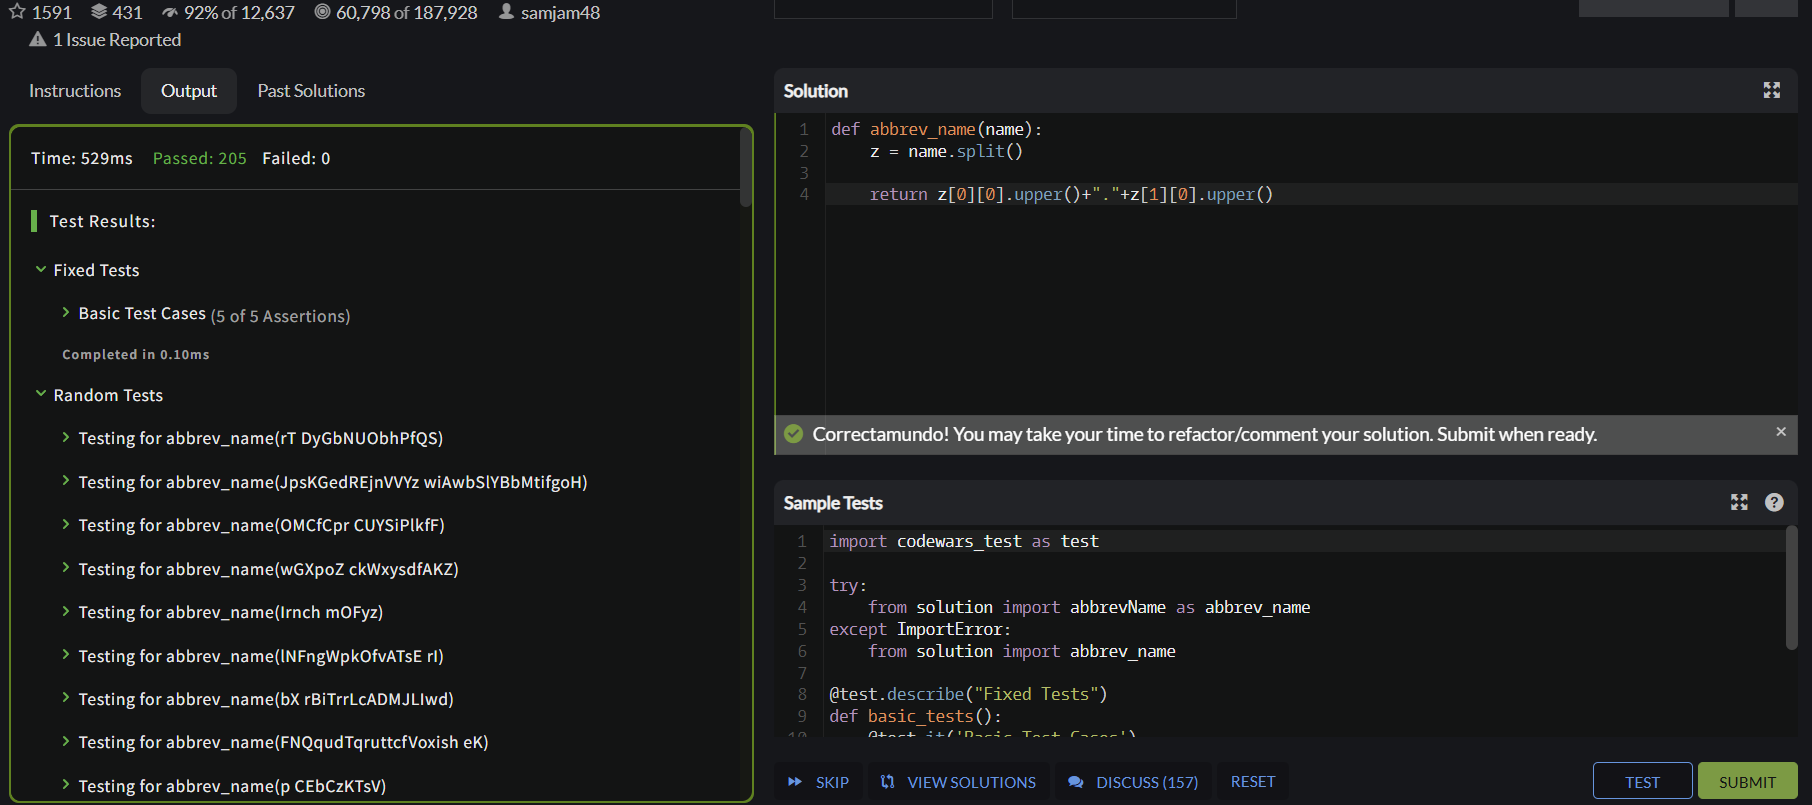 1591 431 92% of 12,637 60,798 of 187,928 samjam48
1 Issue Reported
Instructions Output Past Solutions
Time: 529ms Passed: 205 Failed: 0
Test Results:
Fixed Tests
Basic Test Cases (5 of 5 Assertions)
Completed in 0.10ms
Random Tests
Testing for abbrev_name(rT DyGbNUObhPfQS)
Testing for abbrev_name(JpsKGedREjnVVYz wiAwbSlYBbMtifgoH)
Testing for abbrev_name(OMCfCpr CUYSiPlkfF)
Testing for abbrev_name(wGXpoZ ckWxysdfAKZ)
Testing for abbrev_name(Irnch mOFyz)
Testing for abbrev_name(lNFngWpkOfvATsE rI)
Testing for abbrev_name(bX rBiTrrLcADMJLIwd)
Testing for abbrev_name(FNQqudTqruttcfVoxish eK)
Testing for abbrev_name(p CEbCzKTsV)
Solution
1 def abbrev_name(name):
2 z = name.split()
3
4 return z[0][0].upper()+"."+z[1][0].upper()
Correctamundo! You may take your time to refactor/comment your solution. Submit when ready.
Sample Tests
1 import codewars_test as test
2
3 try:
4 from solution import abbrevName as abbrev_name
5 except ImportError:
6 from solution import abbrev_name
7
8 @test.describe("Fixed Tests")
9 def basic_tests():
10 @test.it('Basic Test Cases')
SKIP VIEW SOLUTIONS DISCUSS (157) RESET TEST SUBMIT